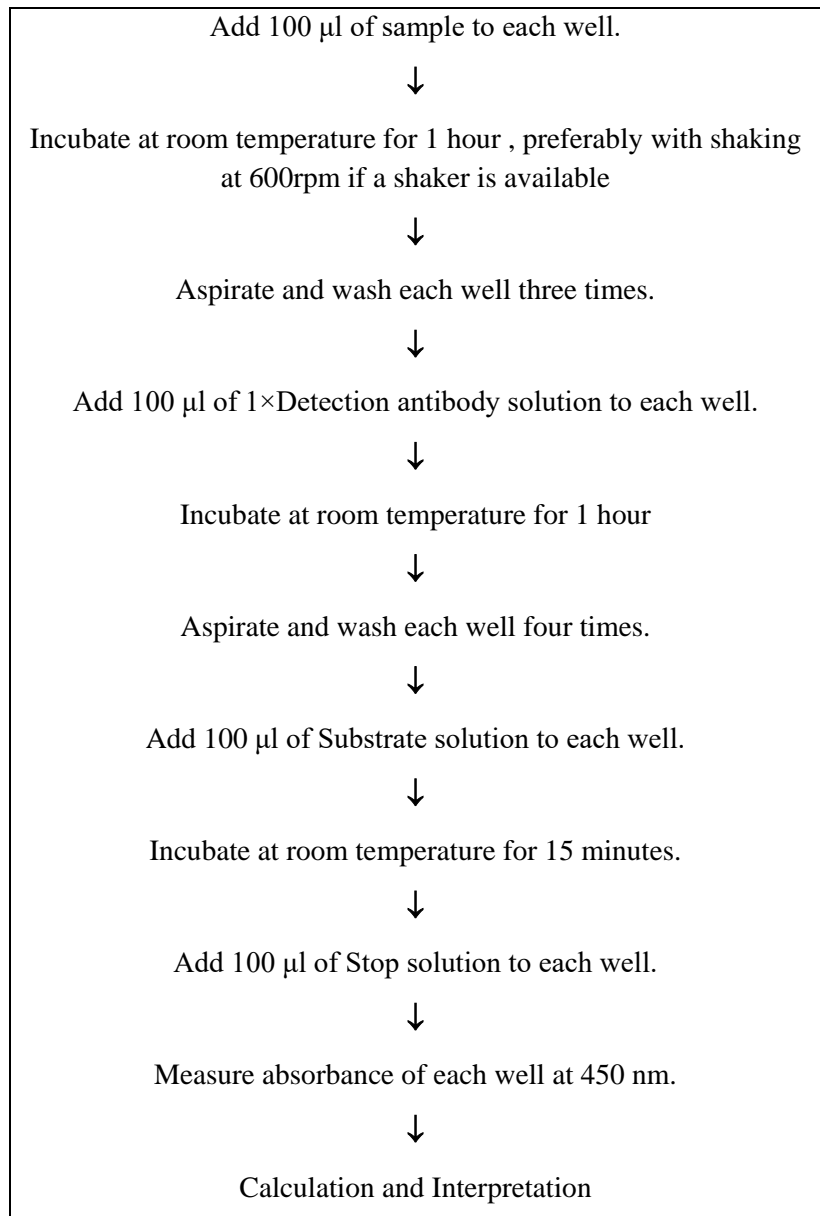 Add 100 μl of sample to each well.
↓
Incubate at room temperature for 1 hour , preferably with shaking
at 600rpm if a shaker is available
↓
Aspirate and wash each well three times.
↓
Add 100 μl of 1×Detection antibody solution to each well.
↓
Incubate at room temperature for 1 hour
↓
Aspirate and wash each well four times.
↓
Add 100 μl of Substrate solution to each well.
↓
Incubate at room temperature for 15 minutes.
↓
Add 100 μl of Stop solution to each well.
↓
Measure absorbance of each well at 450 nm.
↓
Calculation and Interpretation